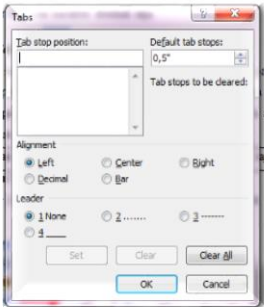 Tabs
Tab stop position:
Default tab stops:
0,5"
Tab stops to be cleared:
Alignment
Left Center Right
Decimal Bar
Leader
1 None 2 ....... 3 -------
4 ___
Set Clear Clear All
OK Cancel